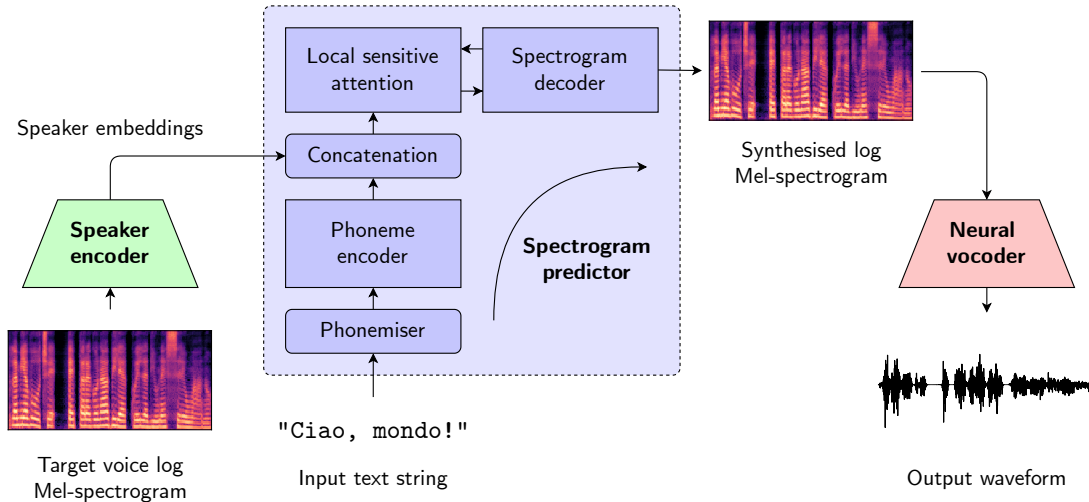 Local sensitive
attention
Spectrogram
decoder
Speaker embeddings
Concatenation
Synthesised log
Mel-spectrogram
Speaker
encoder
Phoneme
encoder
Spectrogram
predictor
Neural
vocoder
Phonemiser
"Ciao, mondo!"
Target voice log
Mel-spectrogram
Input text string
Output waveform